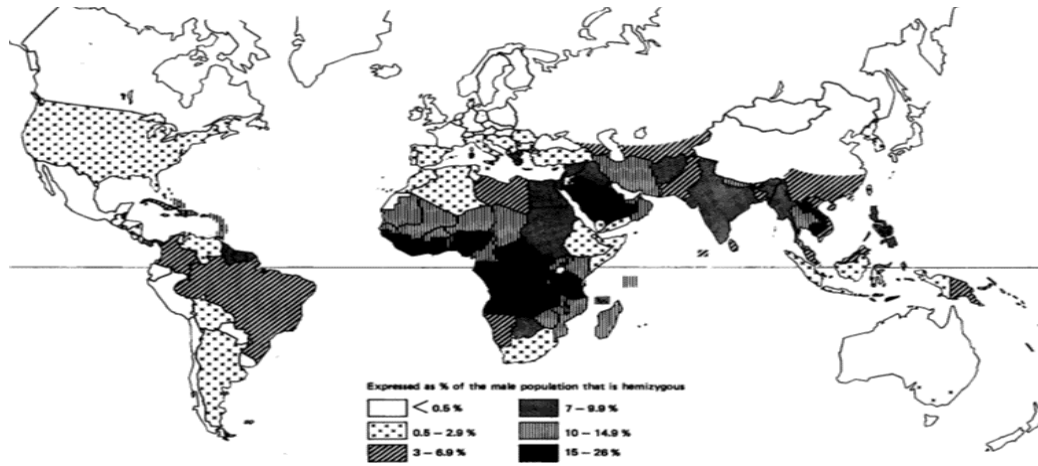 Expressed as % of the male population that is hemizygous
< 0.5 %
0.5 – 2.9 %
3 – 6.9 %
7 – 9.9 %
10 – 14.9 %
15 – 26 %